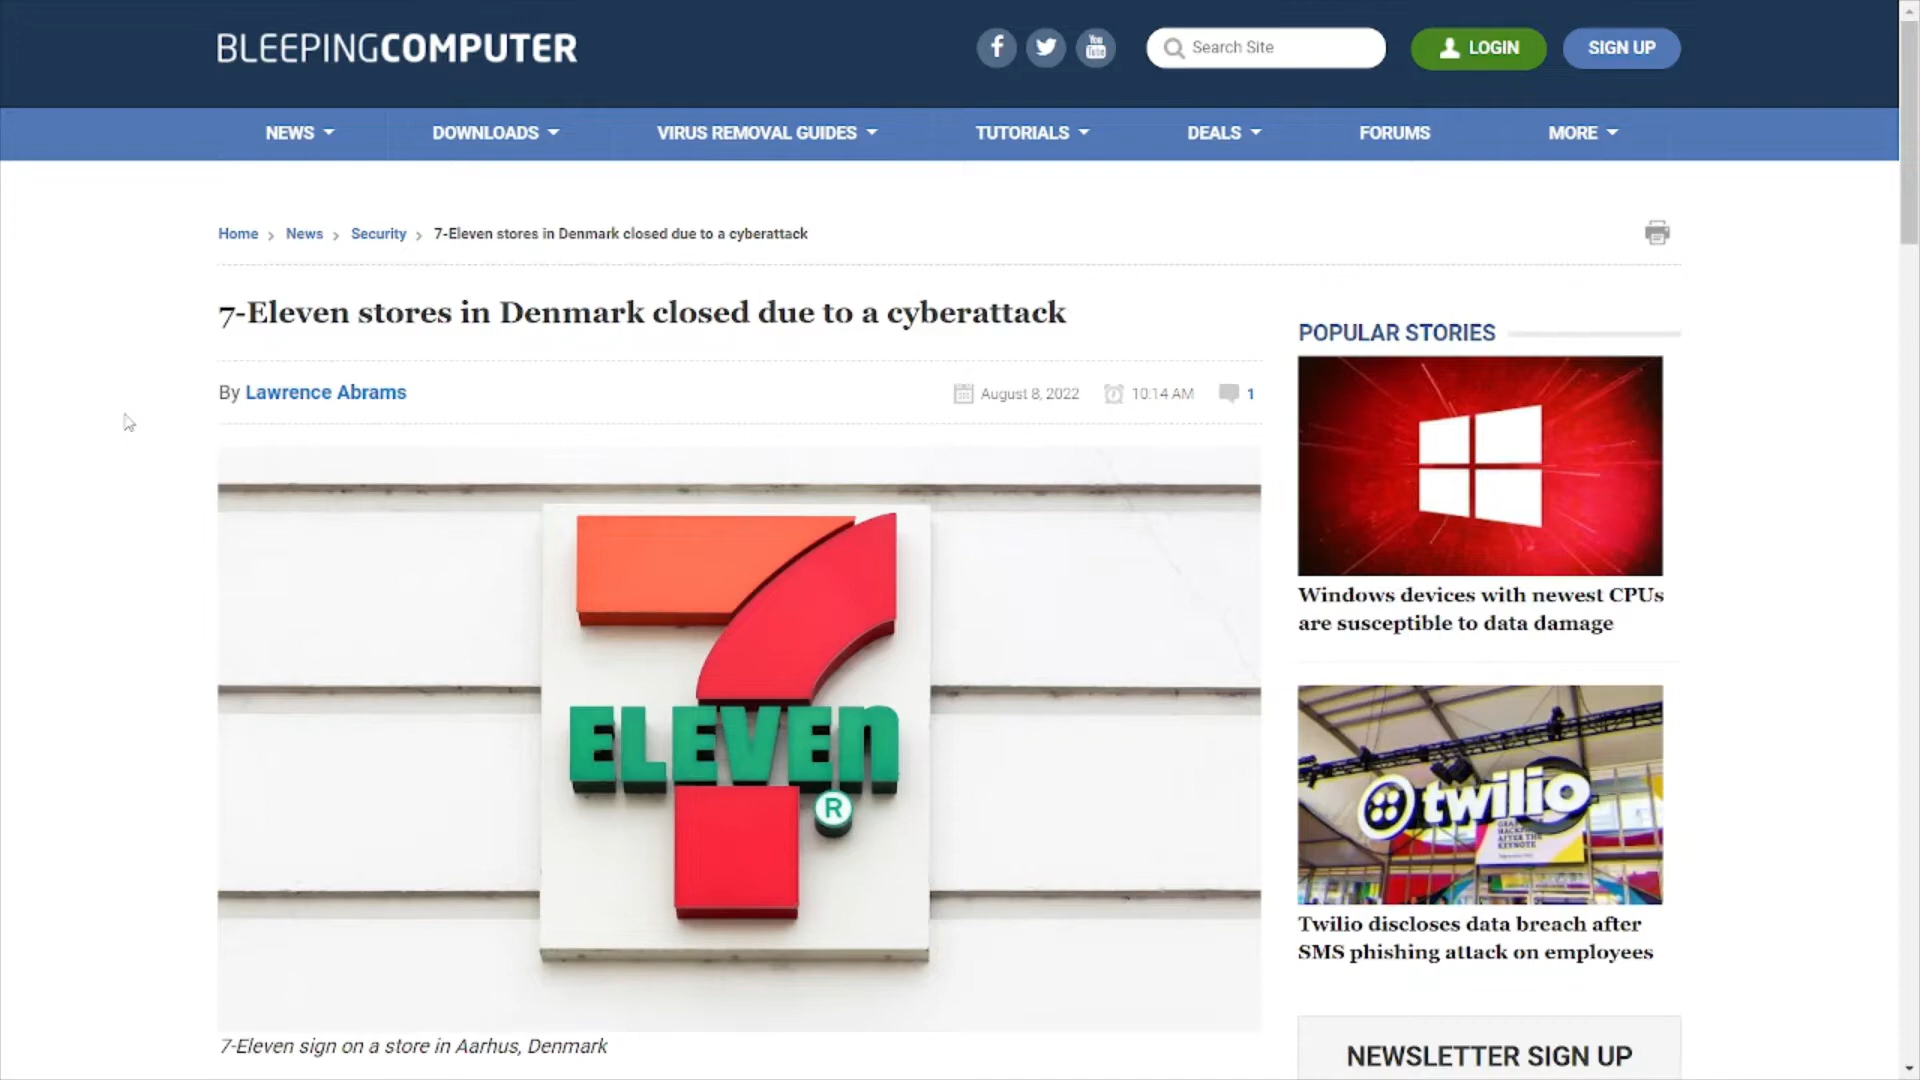 BLEEPINGCOMPUTER
Search Site
LOGIN
SIGN UP
NEWS
DOWNLOADS
VIRUS REMOVAL GUIDES
TUTORIALS
DEALS
FORUMS
MORE
Home
News
Security
7-Eleven stores in Denmark closed due to a cyberattack
7-Eleven stores in Denmark closed due to a cyberattack
By Lawrence Abrams
August 8, 2022
10:14 AM
1
7
ELEVEn
R
7-Eleven sign on a store in Aarhus, Denmark
POPULAR STORIES
Windows devices with newest CPUs
are susceptible to data damage
twilio
AFTER THE
KEYNOTE
Twilio discloses data breach after
SMS phishing attack on employees
NEWSLETTER SIGN UP